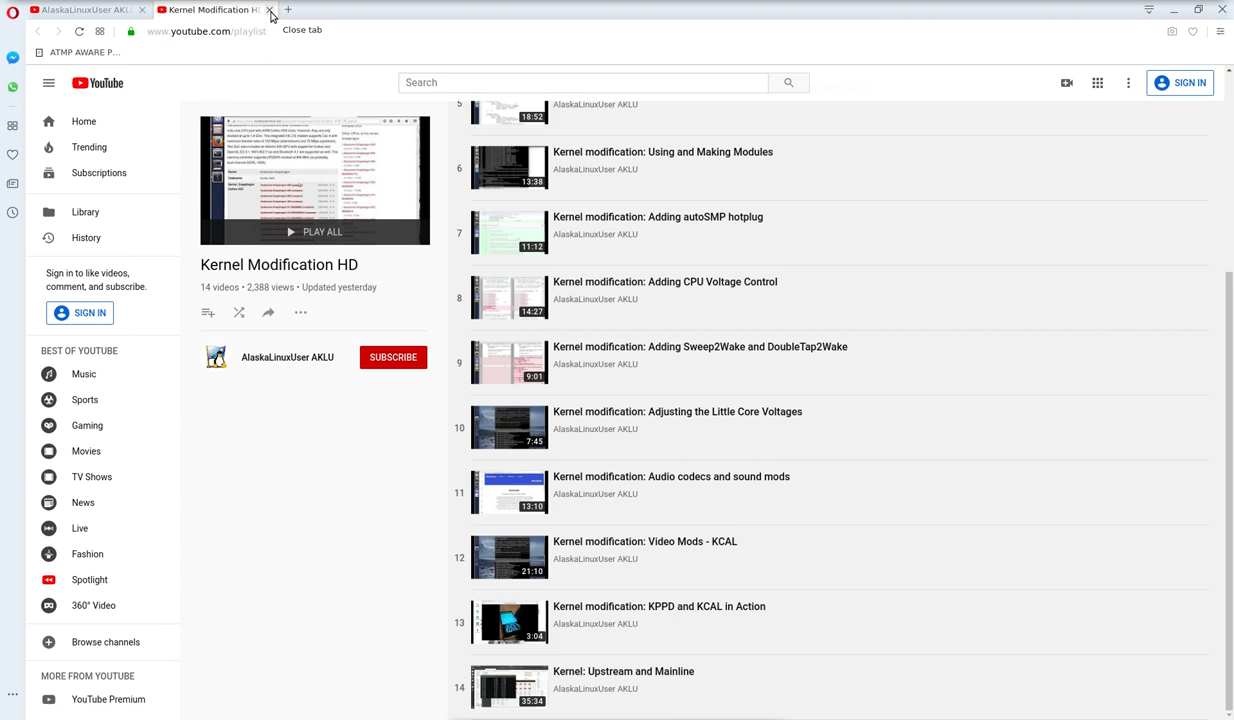 AlaskaLinuxUser AKL
Kernel Modification H
Close tab
www.youtube.com/playlist
ATMP AWARE P...
YouTube
Search
SIGN IN
Home
Trending
Subscriptions
Library
History
Sign in to like videos,
comment, and subscribe.
SIGN IN
BEST OF YOUTUBE
Music
Sports
Gaming
Movies
TV Shows
News
Live
Fashion
Spotlight
360° Video
Browse channels
MORE FROM YOUTUBE
YouTube Premium
PLAY ALL
Kernel Modification HD
14 videos • 2,388 views • Updated yesterday
AlaskaLinuxUser AKLU
SUBSCRIBE
5
18:52
AlaskaLinuxUser AKLU
6
13:38
Kernel modification: Using and Making Modules
AlaskaLinuxUser AKLU
7
11:12
Kernel modification: Adding autoSMP hotplug
AlaskaLinuxUser AKLU
8
14:27
Kernel modification: Adding CPU Voltage Control
AlaskaLinuxUser AKLU
9
9:01
Kernel modification: Adding Sweep2Wake and DoubleTap2Wake
AlaskaLinuxUser AKLU
10
7:45
Kernel modification: Adjusting the Little Core Voltages
AlaskaLinuxUser AKLU
11
13:10
Kernel modification: Audio codecs and sound mods
AlaskaLinuxUser AKLU
12
21:10
Kernel modification: Video Mods - KCAL
AlaskaLinuxUser AKLU
13
3:04
Kernel modification: KPPD and KCAL in Action
AlaskaLinuxUser AKLU
14
35:34
Kernel: Upstream and Mainline
AlaskaLinuxUser AKLU